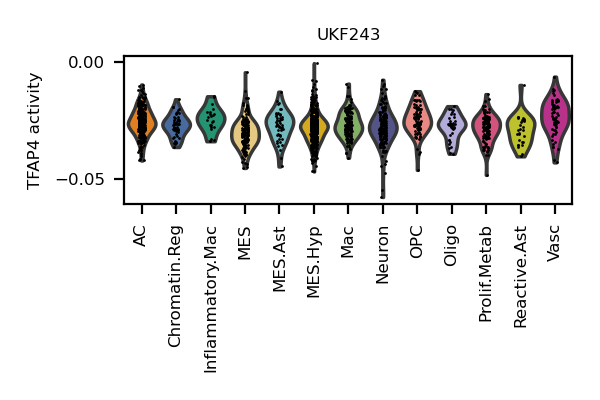 UKF243
TFAP4 activity
0.00
−0.05
AC
Chromatin.Reg
Inflammatory.Mac
MES
MES.Ast
MES.Hyp
Mac
Neuron
OPC
Oligo
Prolif.Metab
Reactive.Ast
Vasc